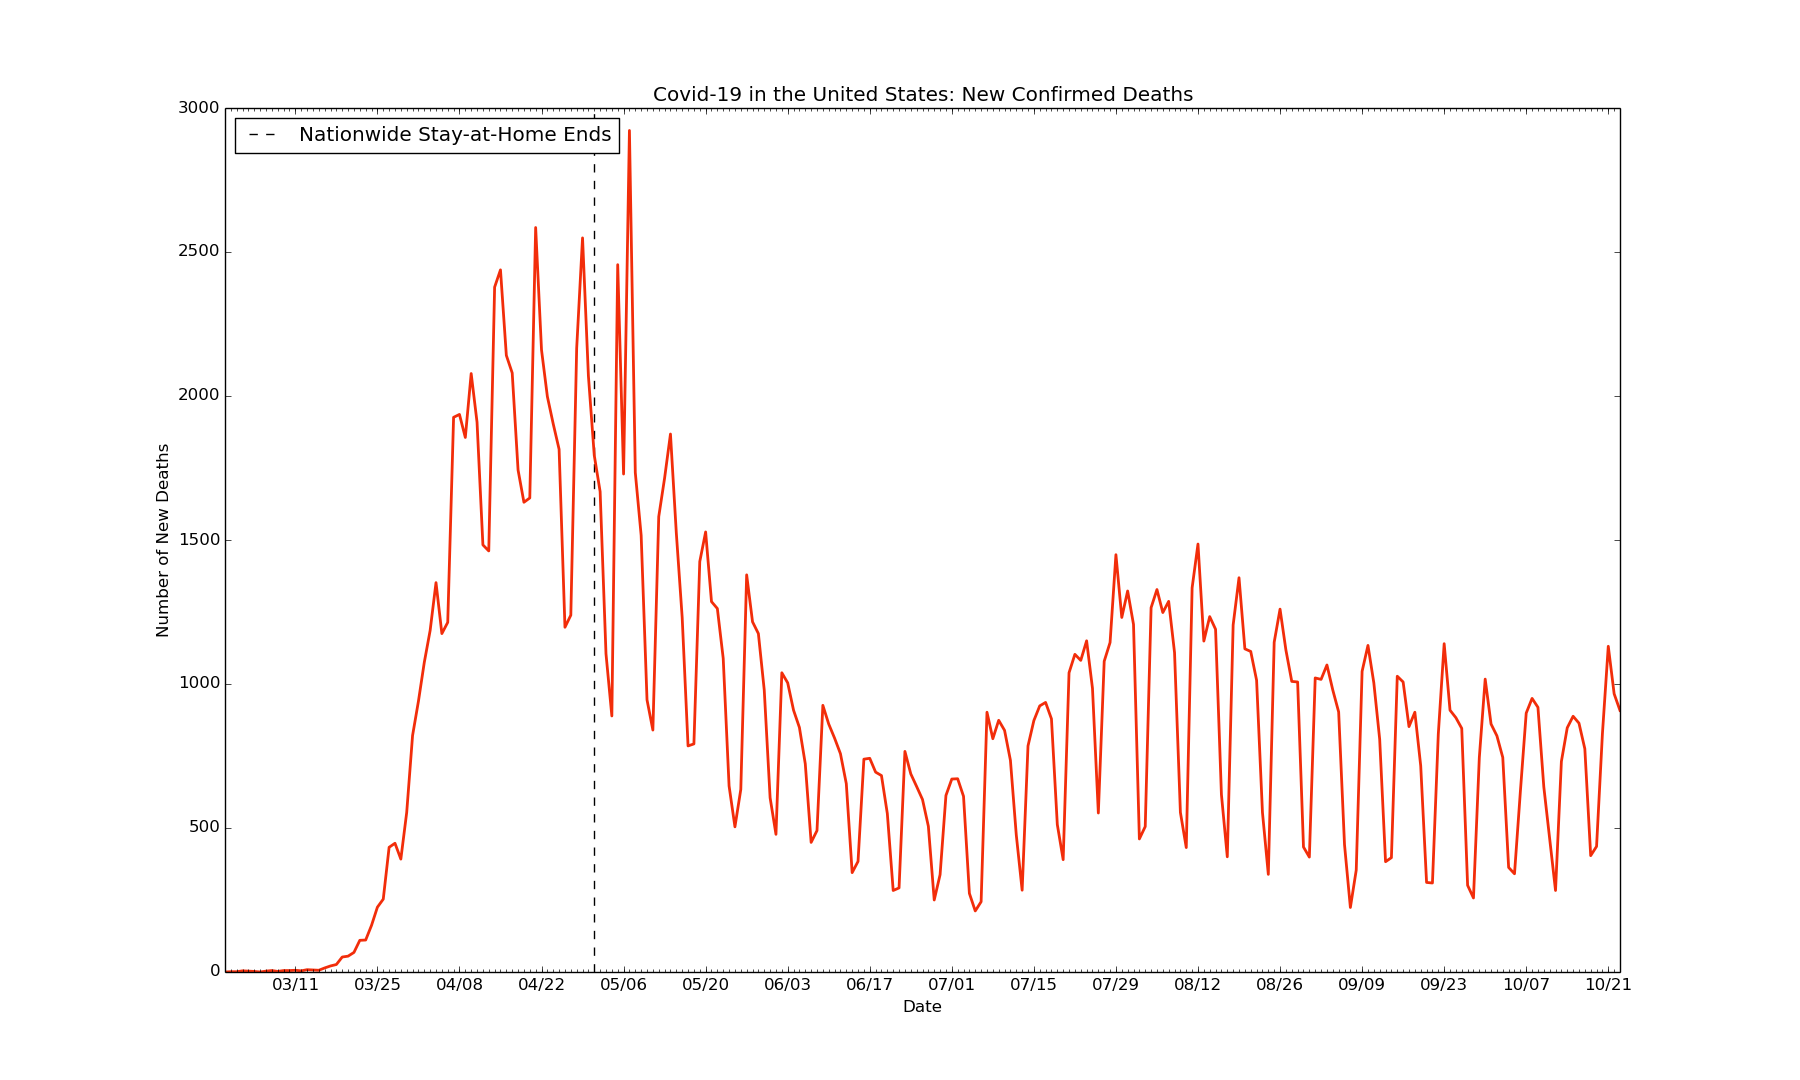 Covid-19 in the United States: New Confirmed Deaths
3000
Nationwide Stay-at-Home Ends
2500
2000
1500
1000
500
0
Number of New Deaths
03/11 03/25 04/08 04/22 05/06 05/20 06/03 06/17 07/01 07/15 07/29 08/12 08/26 09/09 09/23 10/07 10/21
Date